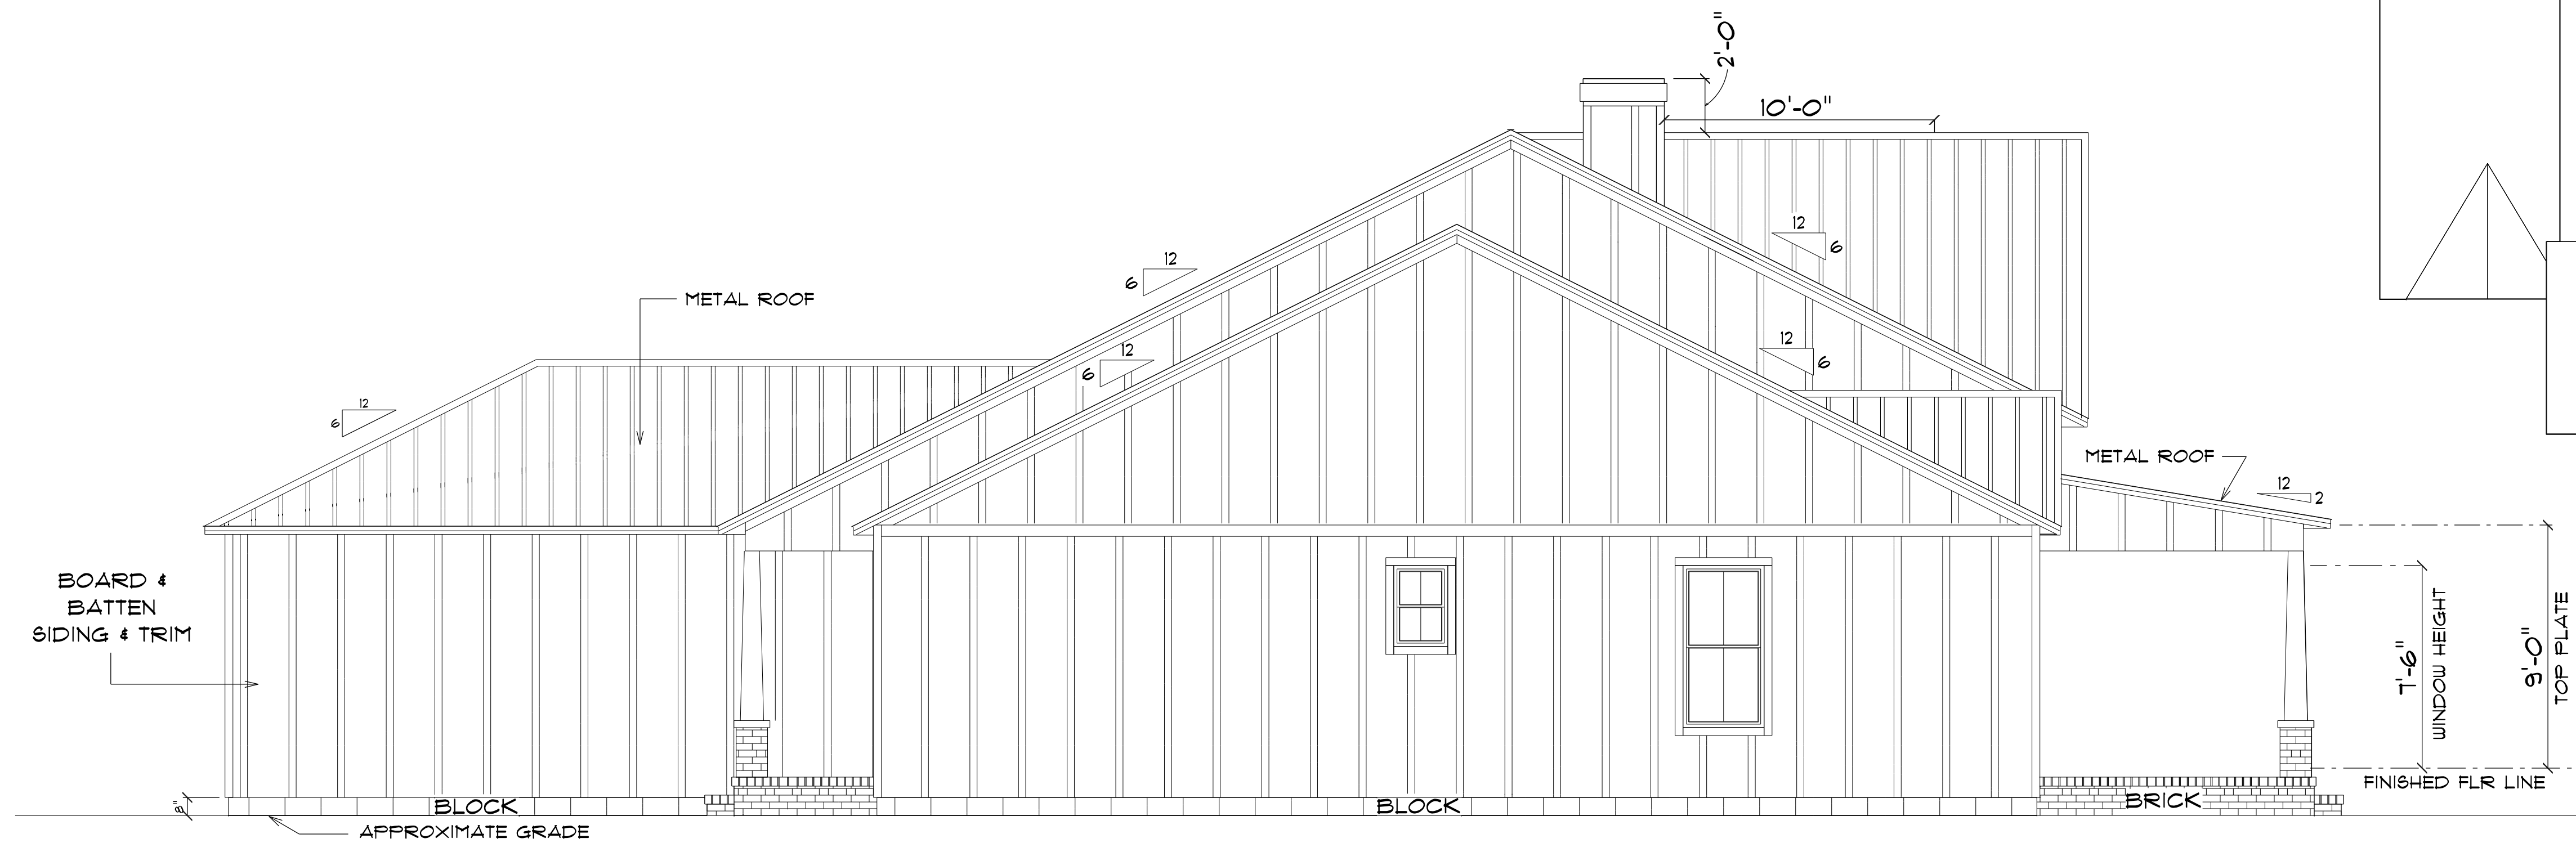 2'-0"
10'-0"
12
6
12
6
METAL ROOF
12
6
12
6
12
6
METAL ROOF
12
2
BOARD &
BATTEN
SIDING & TRIM
7'-6"
WINDOW HEIGHT
9'-0"
TOP PLATE
FINISHED FLR LINE
8"
BLOCK
BLOCK
BRICK
APPROXIMATE GRADE